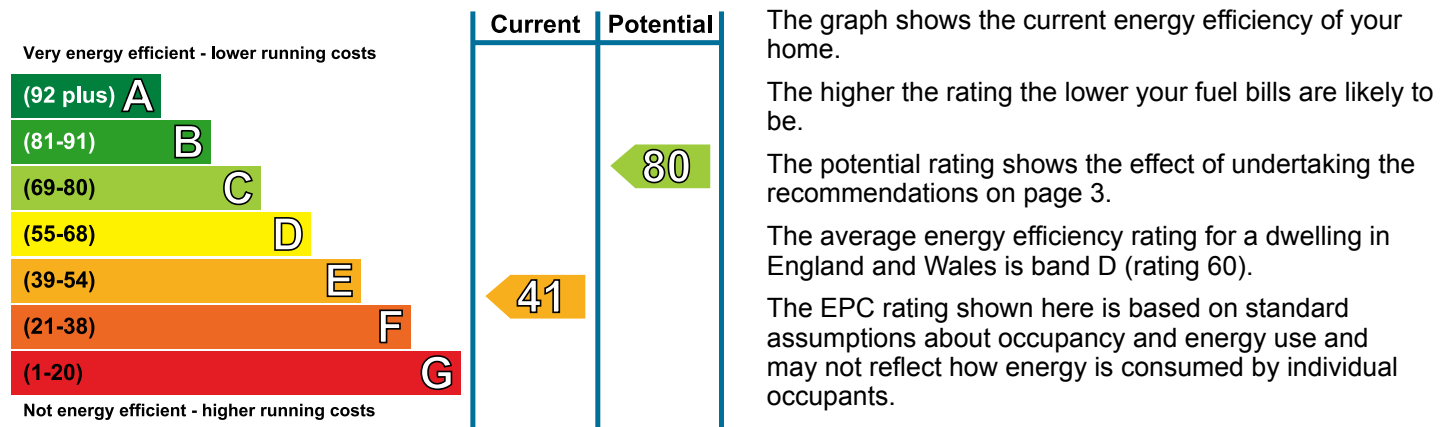 Current Potential
Very energy efficient - lower running costs
(92 plus) A
(81-91) B
80
(69-80) C
(55-68) D
(39-54) E
41
(21-38) F
(1-20) G
Not energy efficient - higher running costs
The graph shows the current energy efficiency of your
home.
The higher the rating the lower your fuel bills are likely to
be.
The potential rating shows the effect of undertaking the
recommendations on page 3.
The average energy efficiency rating for a dwelling in
England and Wales is band D (rating 60).
The EPC rating shown here is based on standard
assumptions about occupancy and energy use and
may not reflect how energy is consumed by individual
occupants.